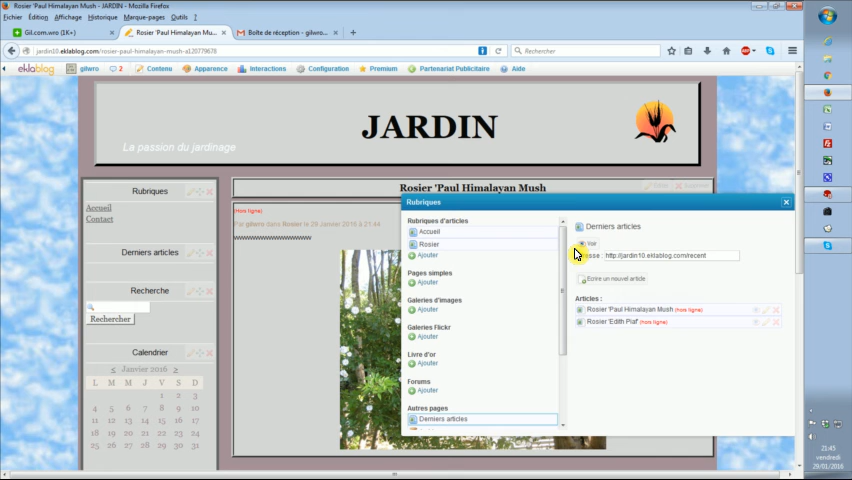 Rosier 'Paul Himalayan Mush - JARDIN - Mozilla Firefox
Fichier Édition Affichage Historique Marque-pages Outils ?
Gil.com.wro (1K+)
Rosier 'Paul Himalayan Mush...
Boîte de réception - gilwro...
jardin10.eklablog.com/rosier-paul-himalayan-mush-a120779678
Rechercher
eklablog gilwro 2 Contenu Apparence Interactions Configuration Premium Partenariat Publicitaire Aide
JARDIN
La passion du jardinage
Rubriques
Accueil
Contact
Derniers articles
Recherche
Rechercher
Calendrier
< Janvier 2016 >
L M M J V S D
1 2 3
4 5 6 7 8 9 10
11 12 13 14 15 16 17
18 19 20 21 22 23 24
25 26 27 28 29 30 31
Rosier 'Paul Himalayan Mush
(Hors ligne)
Par gilwro dans Rosier le 29 Janvier 2016 à 21:44
Rubriques
Rubriques d'articles
Accueil
Rosier
Ajouter
Pages simples
Ajouter
Galeries d'images
Ajouter
Galeries Flickr
Ajouter
Livre d'or
Ajouter
Forums
Ajouter
Autres pages
Derniers articles
Derniers articles
Voir
http://jardin10.eklablog.com/recent
Ecrire un nouvel article
Articles :
Rosier 'Paul Himalayan Mush (hors ligne)
Rosier 'Edith Piaf' (hors ligne)
21:45
vendredi
29/01/2016